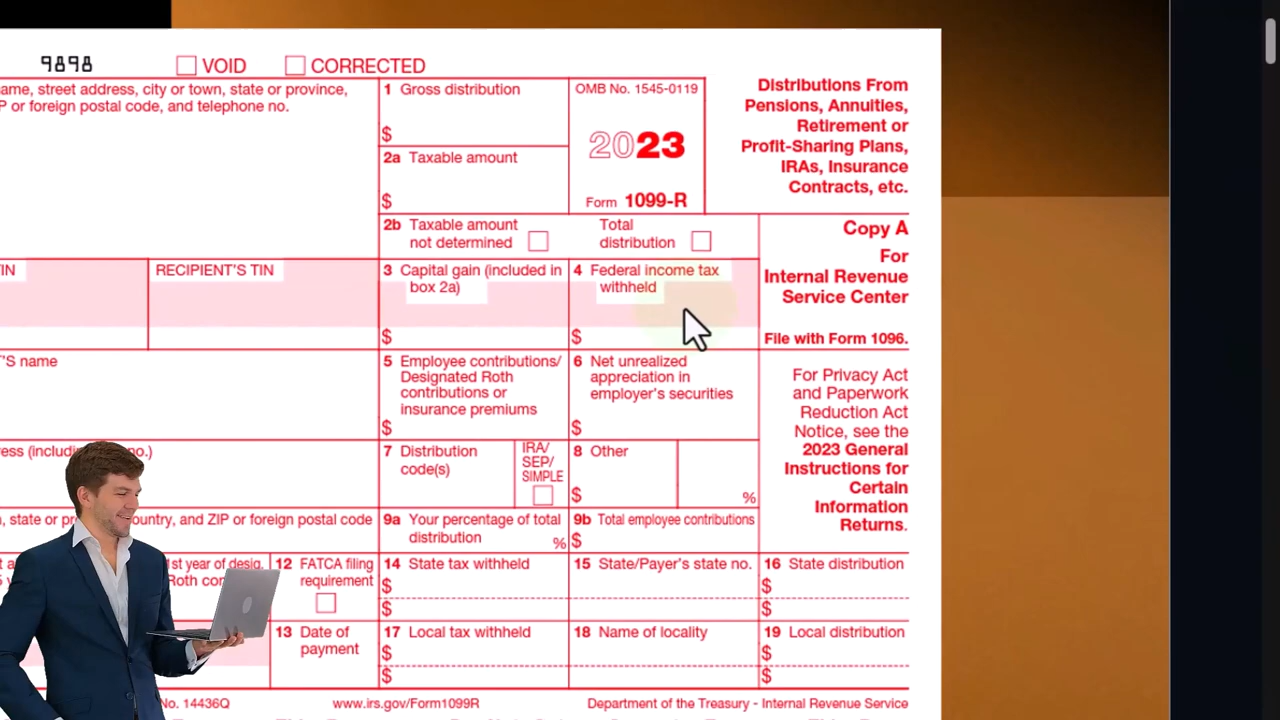 9898 VOID CORRECTED
ame, street address, city or town, state or province,
P or foreign postal code, and telephone no.
1 Gross distribution
$
2a Taxable amount
$
OMB No. 1545-0119
2023
Form 1099-R
Distributions From
Pensions, Annuities,
Retirement or
Profit-Sharing Plans,
IRAs, Insurance
Contracts, etc.
2b Taxable amount
not determined
Total
distribution
Copy A
For
Internal Revenue
Service Center
File with Form 1096.
IN
RECIPIENT'S TIN
3 Capital gain (included in
box 2a)
$
4 Federal income tax
withheld
$
'S name
5 Employee contributions/
Designated Roth
contributions or
insurance premiums
$
6 Net unrealized
appreciation in
employer's securities
$
For Privacy Act
and Paperwork
Reduction Act
Notice, see the
2023 General
Instructions for
Certain
Information
Returns.
ess (includi no.)
7 Distribution
code(s)
IRA/
SEP/
SIMPLE
8 Other
$
%
, state or pr ountry, and ZIP or foreign postal code
9a Your percentage of total
distribution %
9b Total employee contributions
$
1st year of desig.
Roth con
12 FATCA filing
requirement
14 State tax withheld
$
$
15 State/Payer's state no.
16 State distribution
$
$
13 Date of
payment
17 Local tax withheld
$
$
18 Name of locality
19 Local distribution
$
$
No. 14436Q
www.irs.gov/Form1099R
Department of the Treasury - Internal Revenue Service